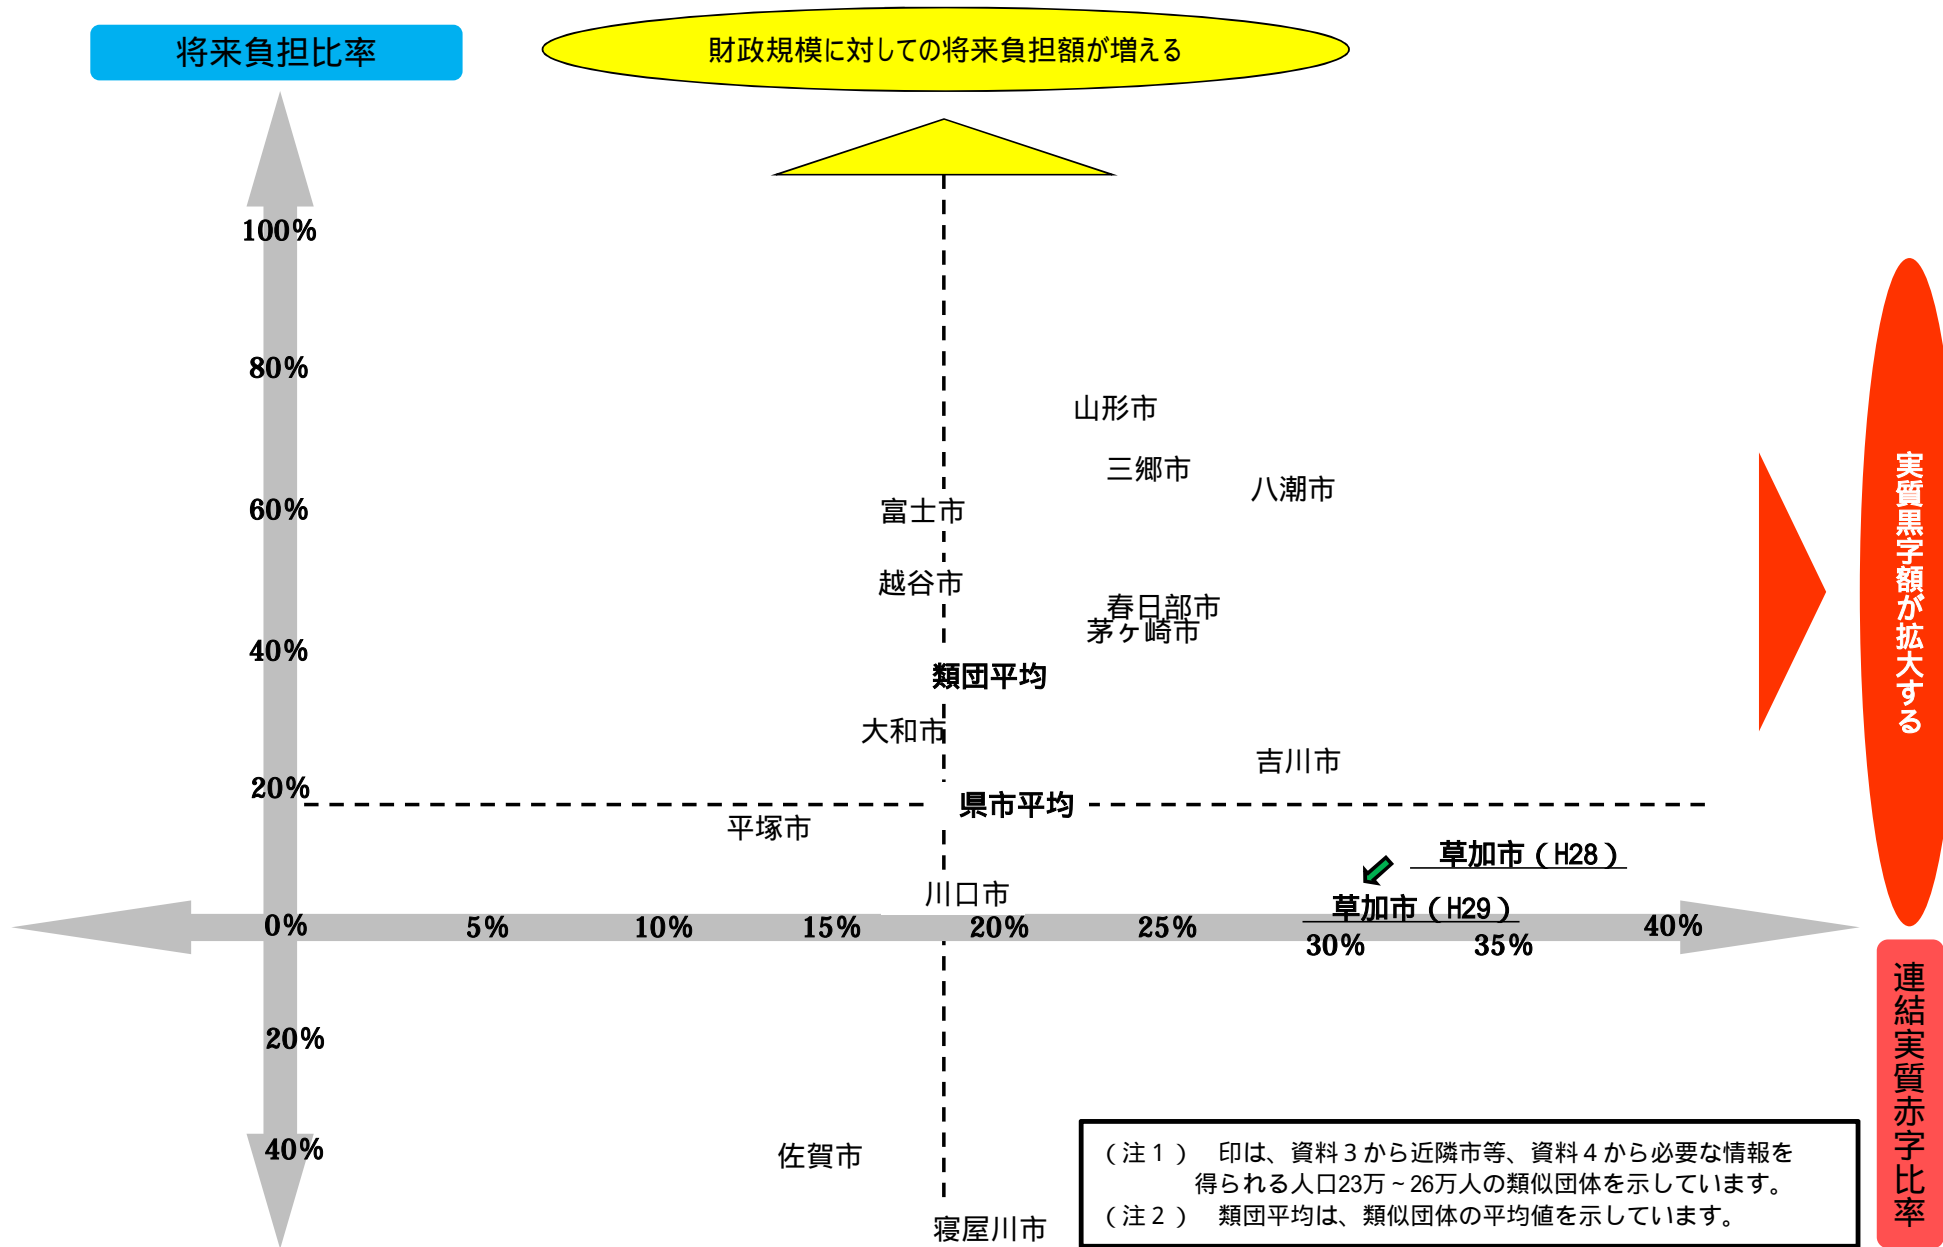 将来負担比率
財政規模に対しての将来負担額が増える
100%
80%
山形市
三郷市
八潮市
60%
富士市
越谷市
春日部市
茅ヶ崎市
40%
類団平均
大和市
吉川市
20%
県市平均
平塚市
草加市（H28）
川口市
草加市（H29）
0%
5%
10%
15%
20%
25%
30%
35%
40%
20%
40%
佐賀市
寝屋川市
実質黒字額が拡大する
連結実質赤字比率
（注１）　印は、資料３から近隣市等、資料４から必要な情報を
得られる人口23万～26万人の類似団体を示しています。
（注２）　類団平均は、類似団体の平均値を示しています。